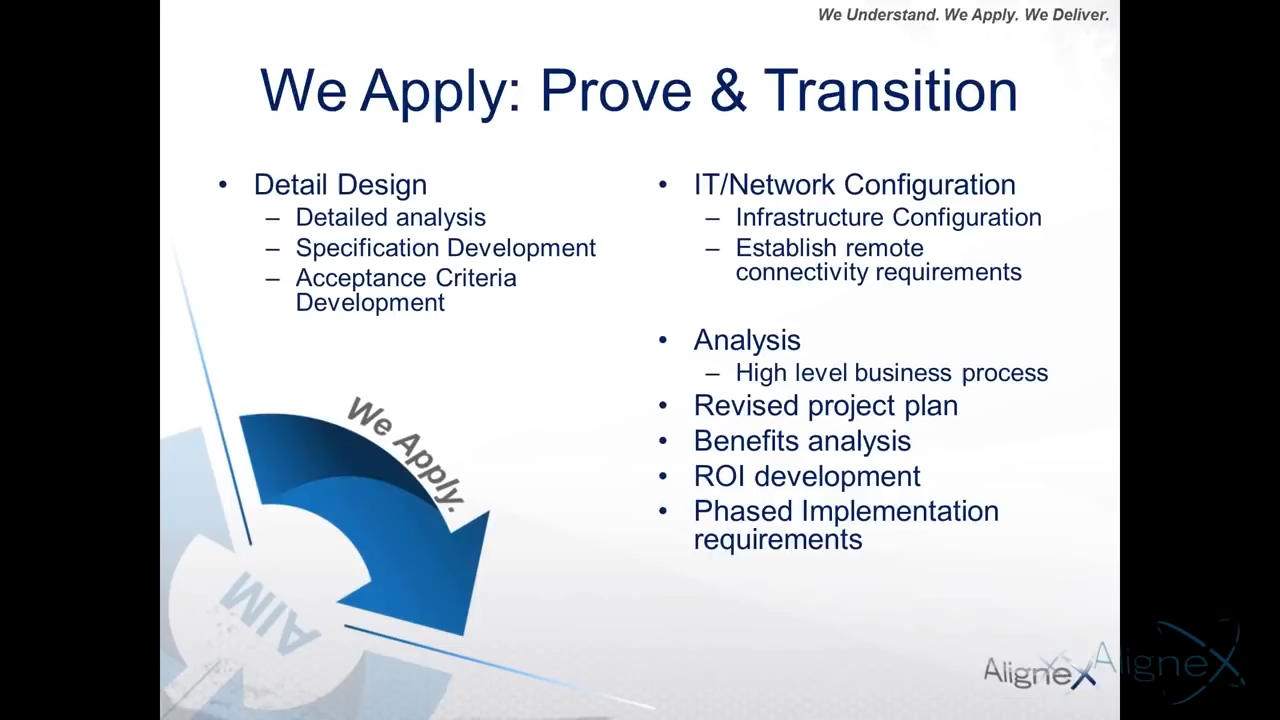 We Understand. We Apply. We Deliver.
We Apply: Prove & Transition
• Detail Design
– Detailed analysis
– Specification Development
– Acceptance Criteria
Development
• IT/Network Configuration
– Infrastructure Configuration
– Establish remote
connectivity requirements
• Analysis
– High level business process
• Revised project plan
• Benefits analysis
• ROI development
• Phased Implementation
requirements
We Apply.
AIM
AligneX
AligneX